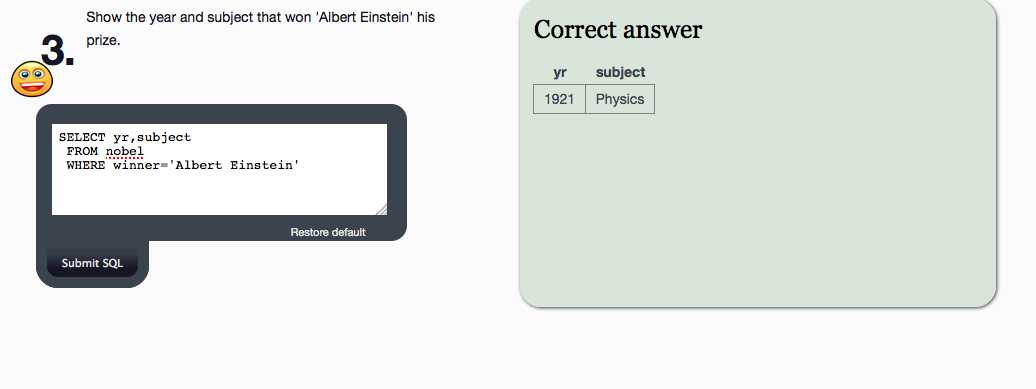 Show the year and subject that won 'Albert Einstein' his
prize.
3.
SELECT yr,subject
FROM nobel
WHERE winner='Albert Einstein'
Restore default
Submit SQL
Correct answer
yr subject
1921 Physics